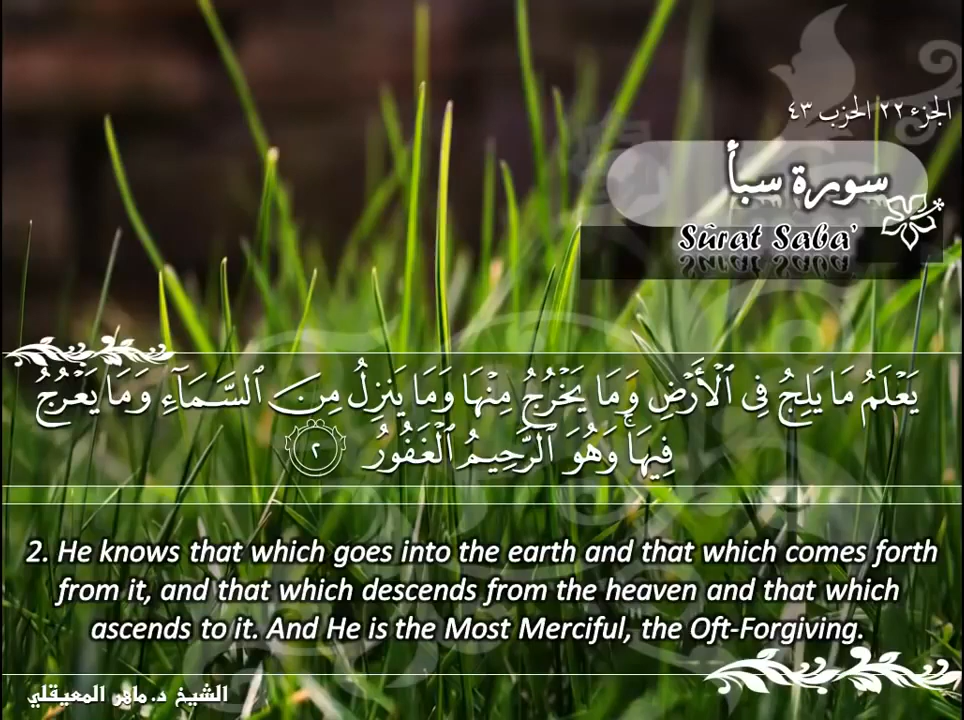 الجزء ٢٢ الحزب ٤٣
سورة سبأ
Sûrat Saba'
يَعْلَمُ مَا يَلِجُ فِى ٱلْأَرْضِ وَمَا يَخْرُجُ مِنْهَا وَمَا يَنزِلُ مِنَ ٱلسَّمَآءِ وَمَا يَعْرُجُ
فِيهَا ۚ وَهُوَ ٱلرَّحِيمُ ٱلْغَفُورُ ٢
2. He knows that which goes into the earth and that which comes forth
from it, and that which descends from the heaven and that which
ascends to it. And He is the Most Merciful, the Oft-Forgiving.
الشيخ د. ماهر المعيقلي